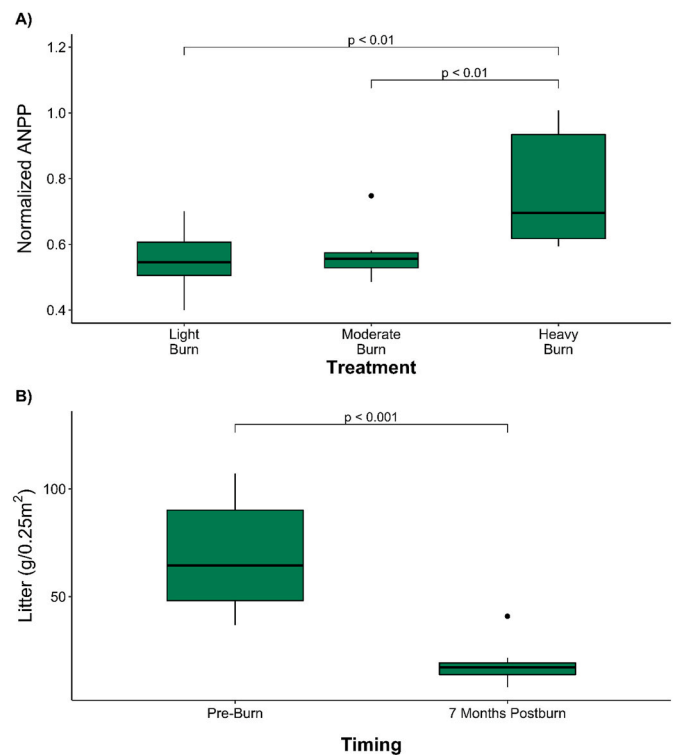 A)
p < 0.01
p < 0.01
1.2
1.0
0.8
0.6
0.4
Normalized ANPP
Light
Burn
Moderate
Burn
Heavy
Burn
Treatment
B)
p < 0.001
100
50
Litter (g/0.25m²)
Pre-Burn
7 Months Postburn
Timing